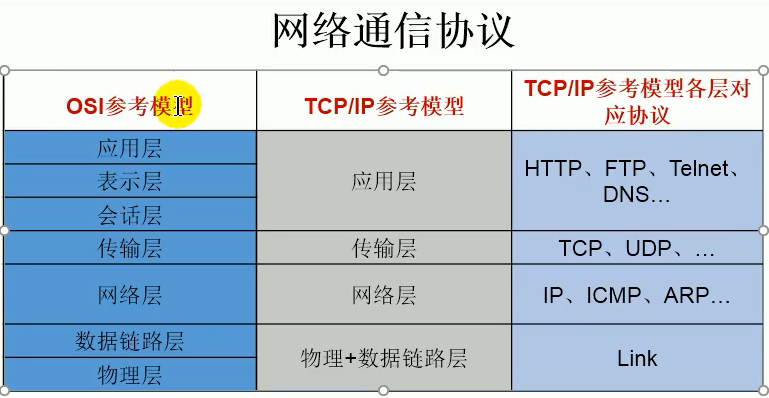 网络通信协议
OSI参考模型
TCP/IP参考模型
TCP/IP参考模型各层对
应协议
应用层
表示层
会话层
应用层
HTTP、FTP、Telnet、
DNS…
传输层
传输层
TCP、UDP、…
网络层
网络层
IP、ICMP、ARP…
数据链路层
物理层
物理+数据链路层
Link